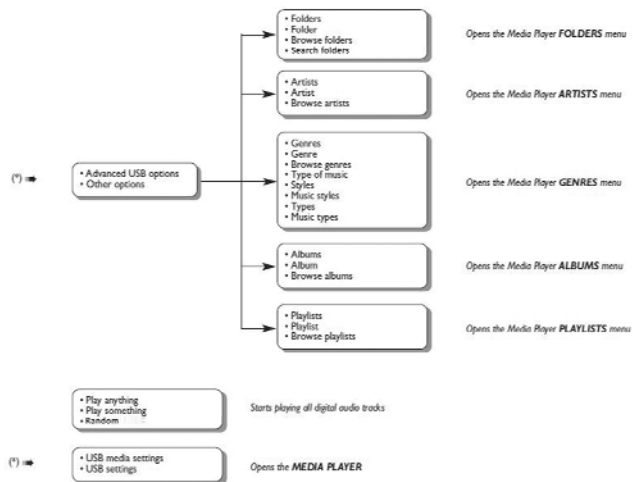 • Folders
• Folder
• Browse folders
• Search folders
Opens the Media Player FOLDERS menu
• Artists
• Artist
• Browse artists
Opens the Media Player ARTISTS menu
(*) ➠
• Advanced USB options
• Other options
• Genres
• Genre
• Browse genres
• Type of music
• Styles
• Music styles
• Types
• Music types
Opens the Media Player GENRES menu
• Albums
• Album
• Browse albums
Opens the Media Player ALBUMS menu
• Playlists
• Playlist
• Browse playlists
Opens the Media Player PLAYLISTS menu
• Play anything
• Play something
• Random
Starts playing all digital audio tracks
(*) ➠
• USB media settings
• USB settings
Opens the MEDIA PLAYER